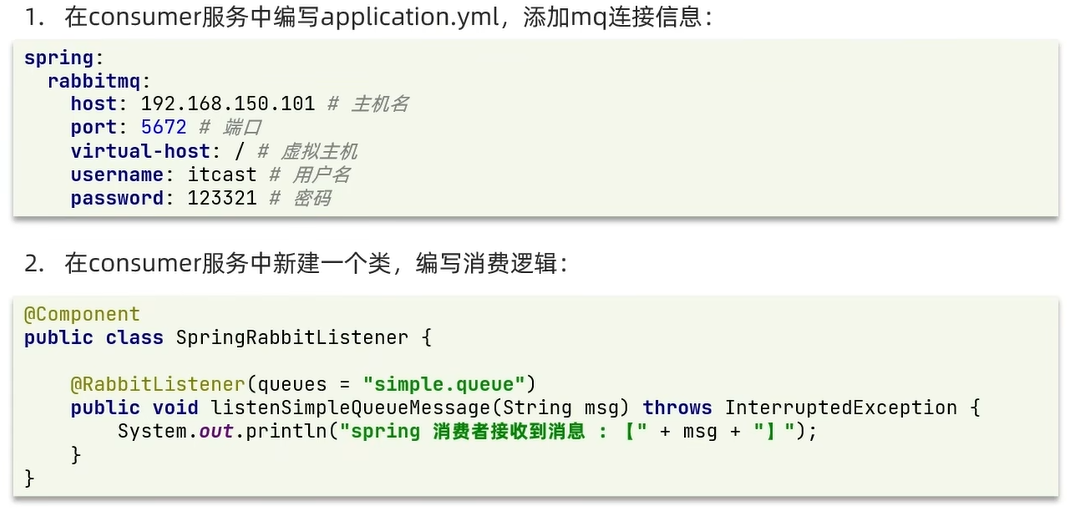 1. 在consumer服务中编写application.yml，添加mq连接信息：
spring:
  rabbitmq:
    host: 192.168.150.101 # 主机名
    port: 5672 # 端口
    virtual-host: / # 虚拟主机
    username: itcast # 用户名
    password: 123321 # 密码
2. 在consumer服务中新建一个类，编写消费逻辑：
@Component
public class SpringRabbitListener {
    @RabbitListener(queues = "simple.queue")
    public void listenSimpleQueueMessage(String msg) throws InterruptedException {
        System.out.println("spring 消费者接收到消息 ：【" + msg + "】");
    }
}